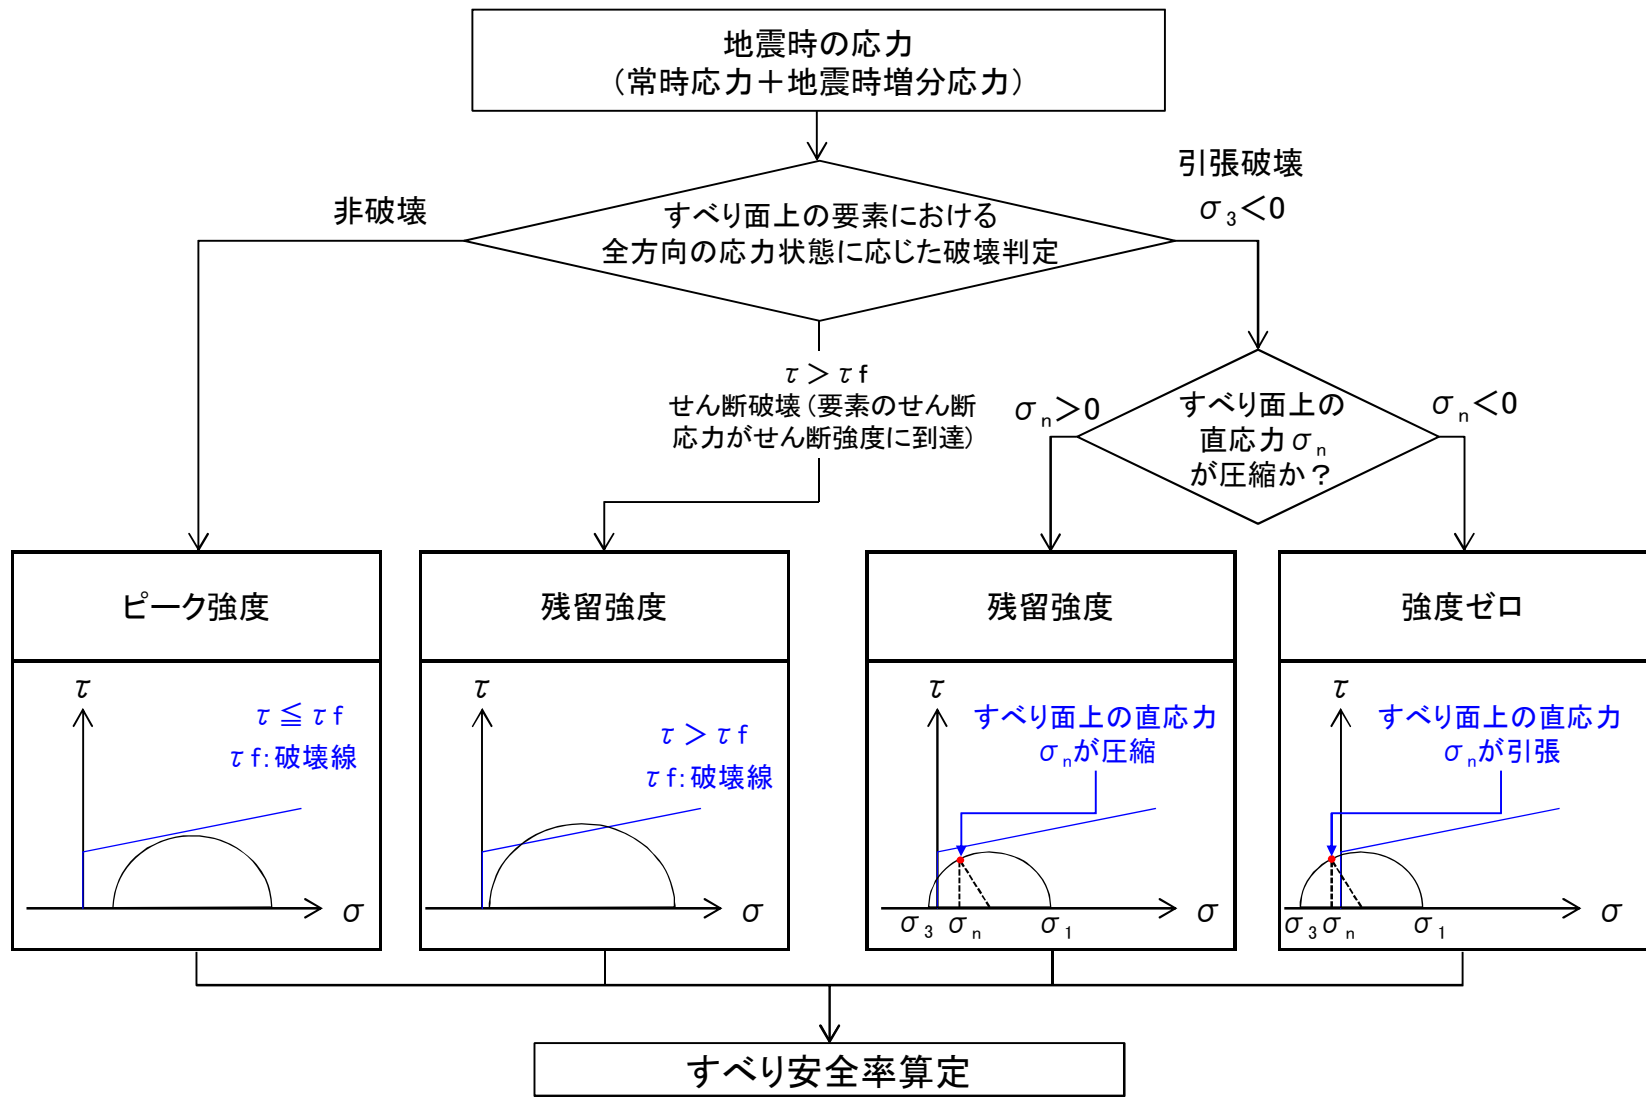 地震時の応力
（常時応力＋地震時増分応力）
非破壊
すべり面上の要素における
全方向の応力状態に応じた破壊判定
引張破壊
σ3＜0
τ＞τf
せん断破壊（要素のせん断
応力がせん断強度に到達）
σn＞0
すべり面上の
直応力σn
が圧縮か？
σn＜0
ピーク強度
残留強度
残留強度
強度ゼロ
τ
τ≦τf
τf：破壊線
σ
τ
τ＞τf
τf：破壊線
σ
τ
すべり面上の直応力
σnが圧縮
σ
σ3 σn σ1
τ
すべり面上の直応力
σnが引張
σ
σ3 σn σ1
すべり安全率算定